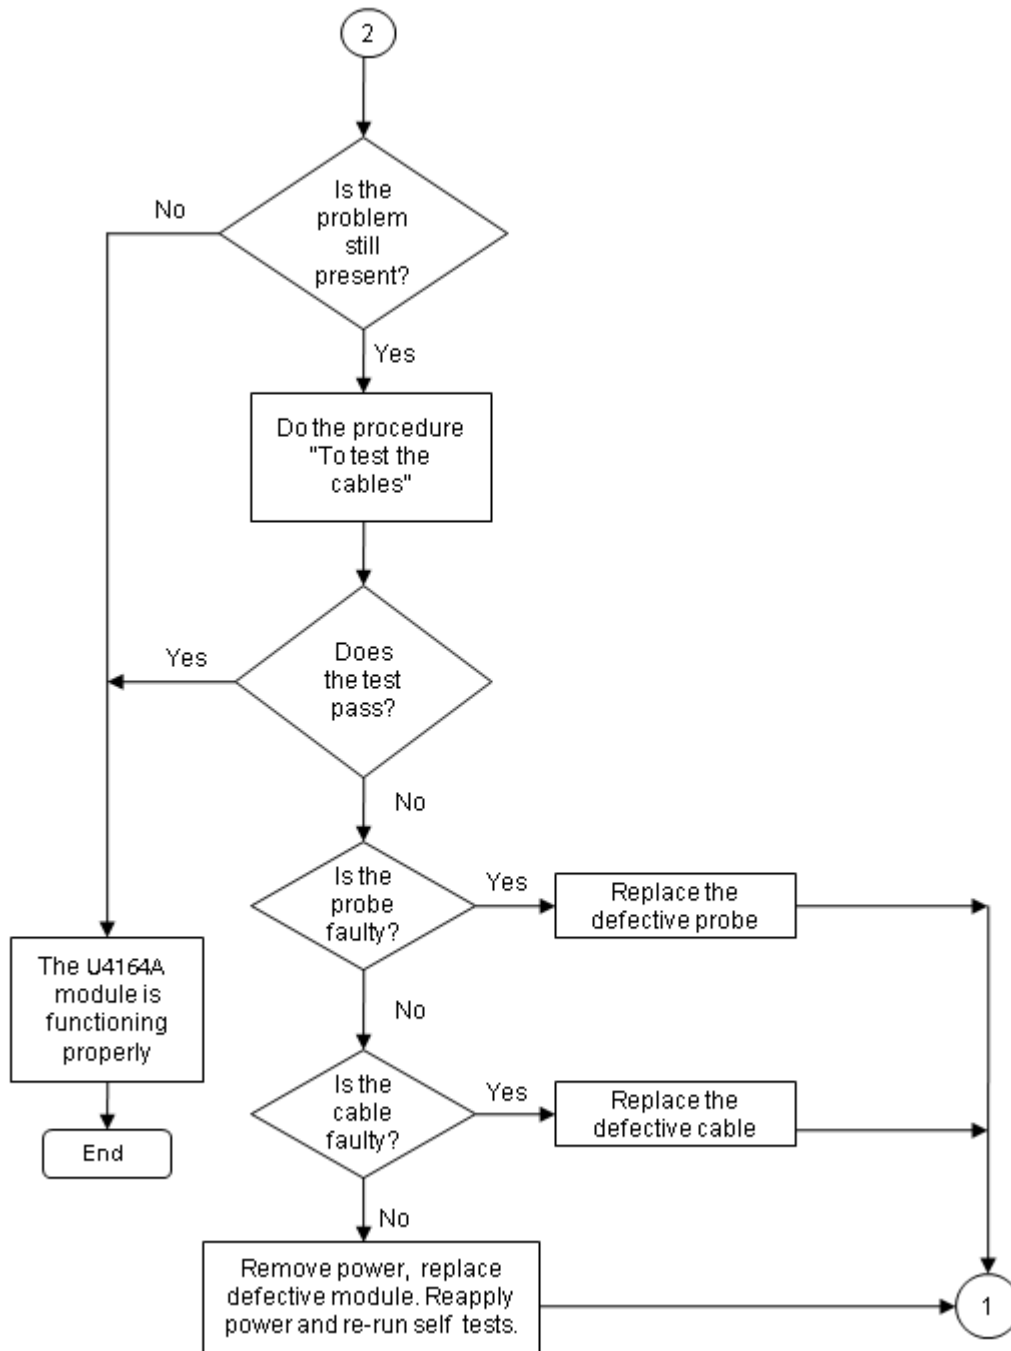 2
Is the
problem
still
present?
No
Yes
Do the procedure
"To test the
cables"
Does
the test
pass?
Yes
No
Is the
probe
faulty?
Yes
Replace the
defective probe
No
The U4164A
module is
functioning
properly
End
Is the
cable
faulty?
Yes
Replace the
defective cable
No
Remove power, replace
defective module. Reapply
power and re-run self tests.
1